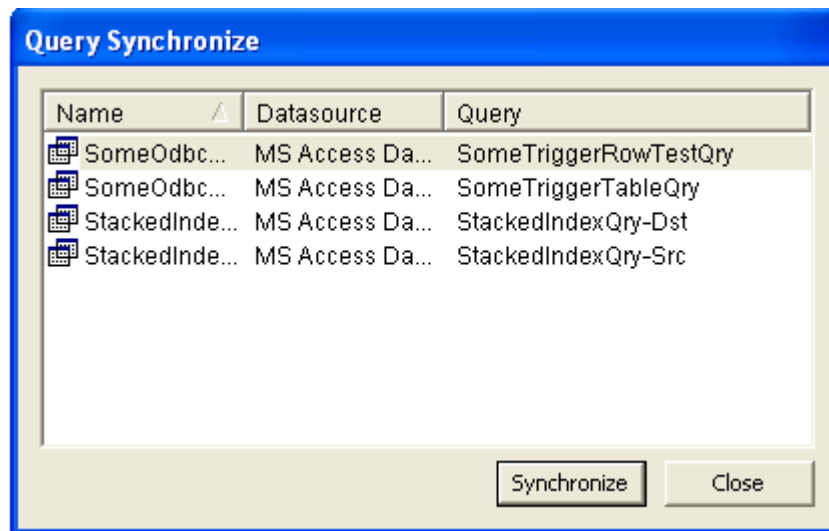 Query Synchronize
Name Datasource Query
SomeOdbc... MS Access Da... SomeTriggerRowTestQry
SomeOdbc... MS Access Da... SomeTriggerTableQry
StackedInde... MS Access Da... StackedIndexQry-Dst
StackedInde... MS Access Da... StackedIndexQry-Src
Synchronize Close